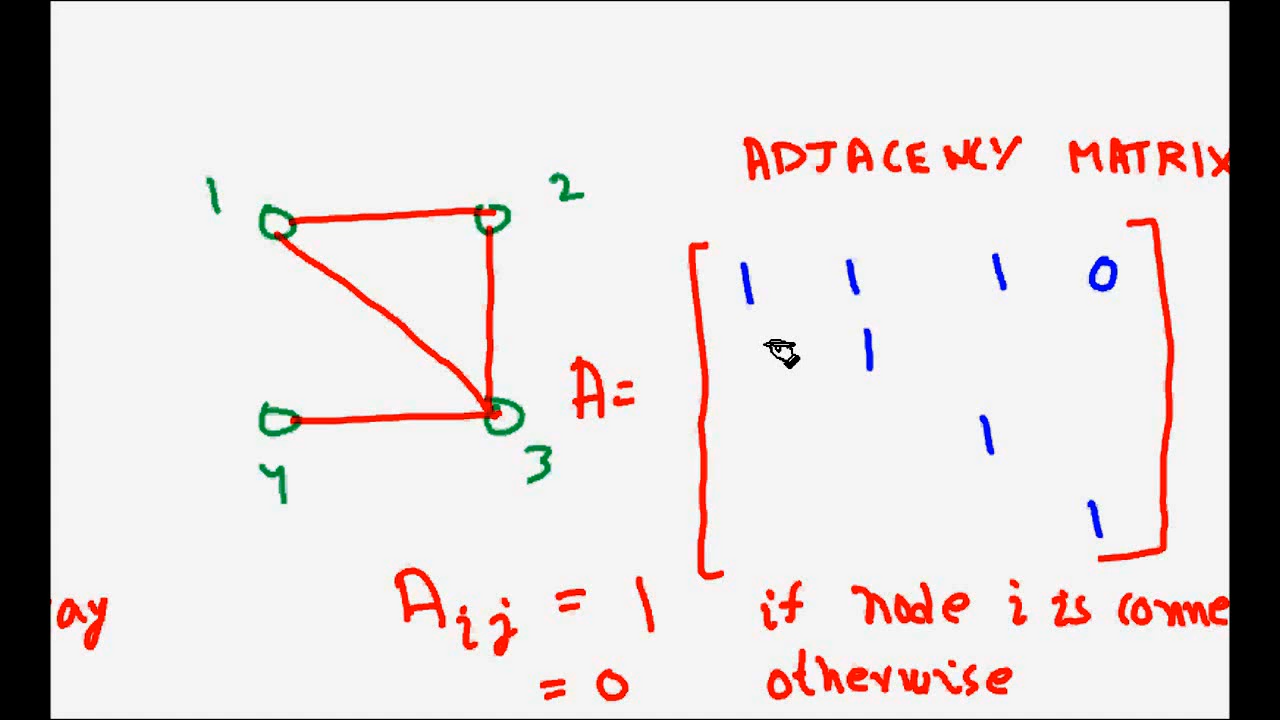 ADJACENCY MATRIX
1 2
1 1 1 0
1
A=
1
4 3
1
ay
A i j = 1 if node i is conne
= 0 otherwise